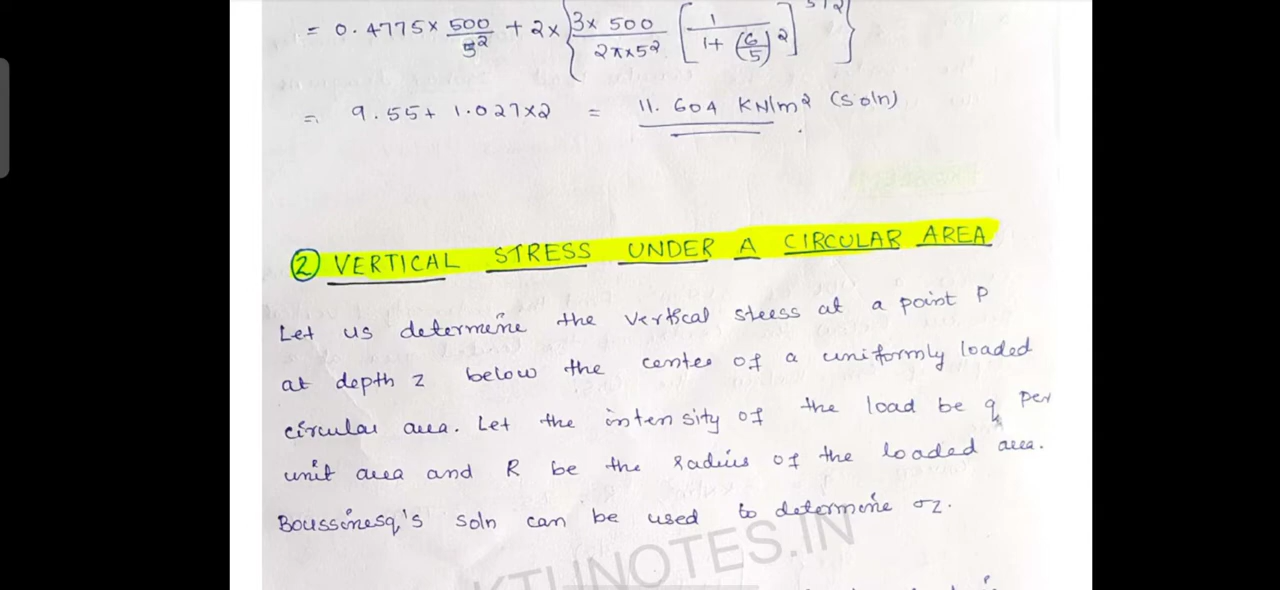 = 0.4775 × 500/5² + 2 × { 3 × 500 / 2π × 5² [ 1 / 1 + (6/5)² ] 5/2 }
= 9.55 + 1.027 × 2 = 11.604 KN/m² (soln)
② VERTICAL STRESS UNDER A CIRCULAR AREA
Let us determine the vertical stress at a point P
at depth z below the center of a uniformly loaded
circular area. Let the intensity of the load be q per
unit area and R be the radius of the loaded area.
Boussinesq's soln can be used to determine σz.
KTUNOTES.IN